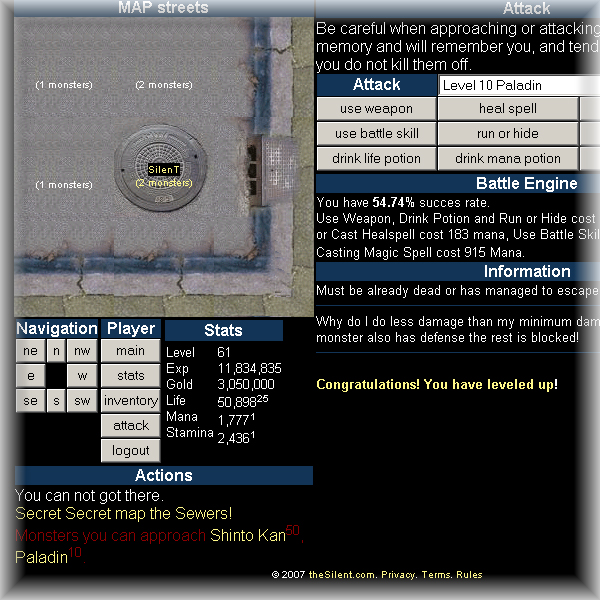 MAP streets
(1 monsters)
(2 monsters)
SilenT
(1 monsters)
(2 monsters)
Navigation
ne
n
nw
e
w
se
s
sw
Player
main
stats
inventory
attack
logout
Stats
Level 61
Exp 11,834,835
Gold 3,050,000
Life 50,898 25
Mana 1,777 1
Stamina 2,436 1
Actions
You can not got there.
Secret Secret map the Sewers!
Monsters you can approach Shinto Kan50,
Paladin10.
Attack
Be careful when approaching or attacking
memory and will remember you, and tend
you do not kill them off.
Attack
Level 10 Paladin
use weapon
heal spell
use battle skill
run or hide
drink life potion
drink mana potion
Battle Engine
You have 54.74% succes rate.
Use Weapon, Drink Potion and Run or Hide cost
or Cast Healspell cost 183 mana, Use Battle Skil
Casting Magic Spell cost 915 Mana.
Information
Must be already dead or has managed to escape
Why do I do less damage than my minimum dam
monster also has defense the rest is blocked!
Congratulations! You have leveled up!
© 2007 theSilent.com. Privacy. Terms. Rules